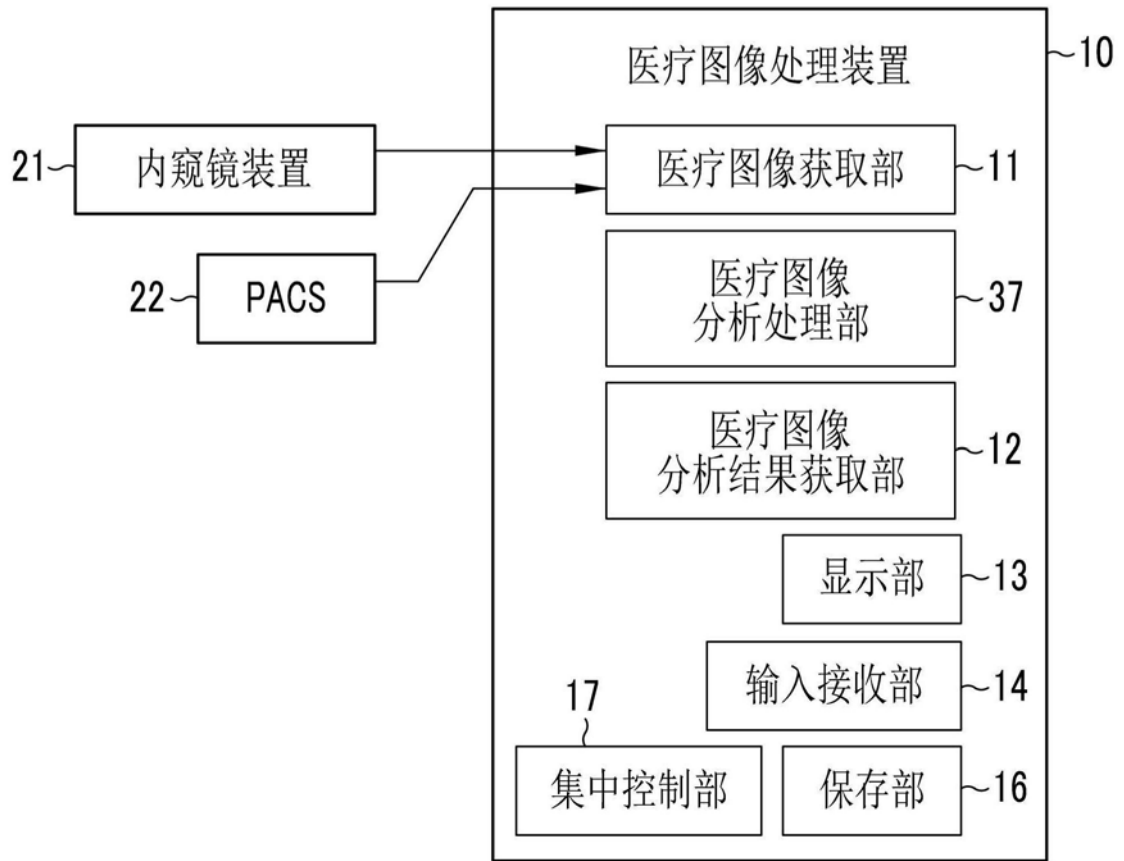 医疗图像处理装置
10
21
内窥镜装置
医疗图像获取部
11
22
PACS
医疗图像
分析处理部
37
医疗图像
分析结果获取部
12
显示部
13
输入接收部
14
17
集中控制部
保存部
16